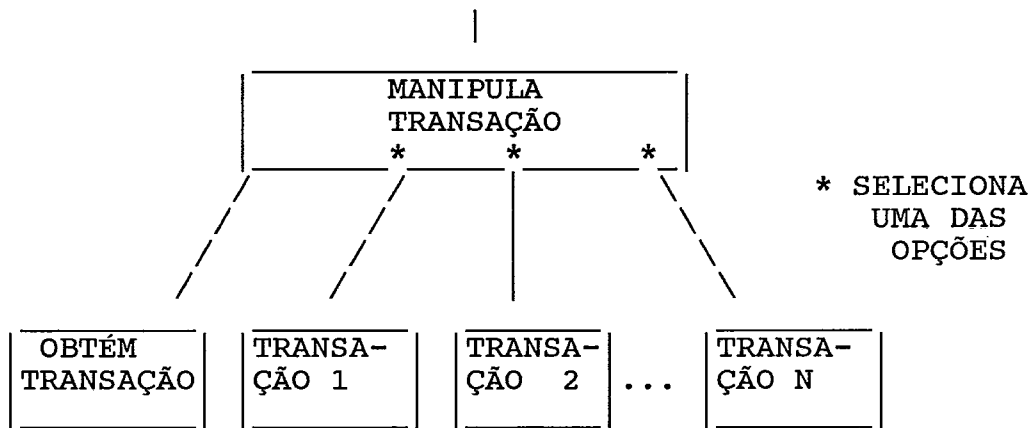 MANIPULA
TRANSAÇÃO
* * *
* SELECIONA
UMA DAS
OPÇÕES
OBTÉM
TRANSAÇÃO
TRANSA-
ÇÃO 1
TRANSA-
ÇÃO 2
...
TRANSA-
ÇÃO N